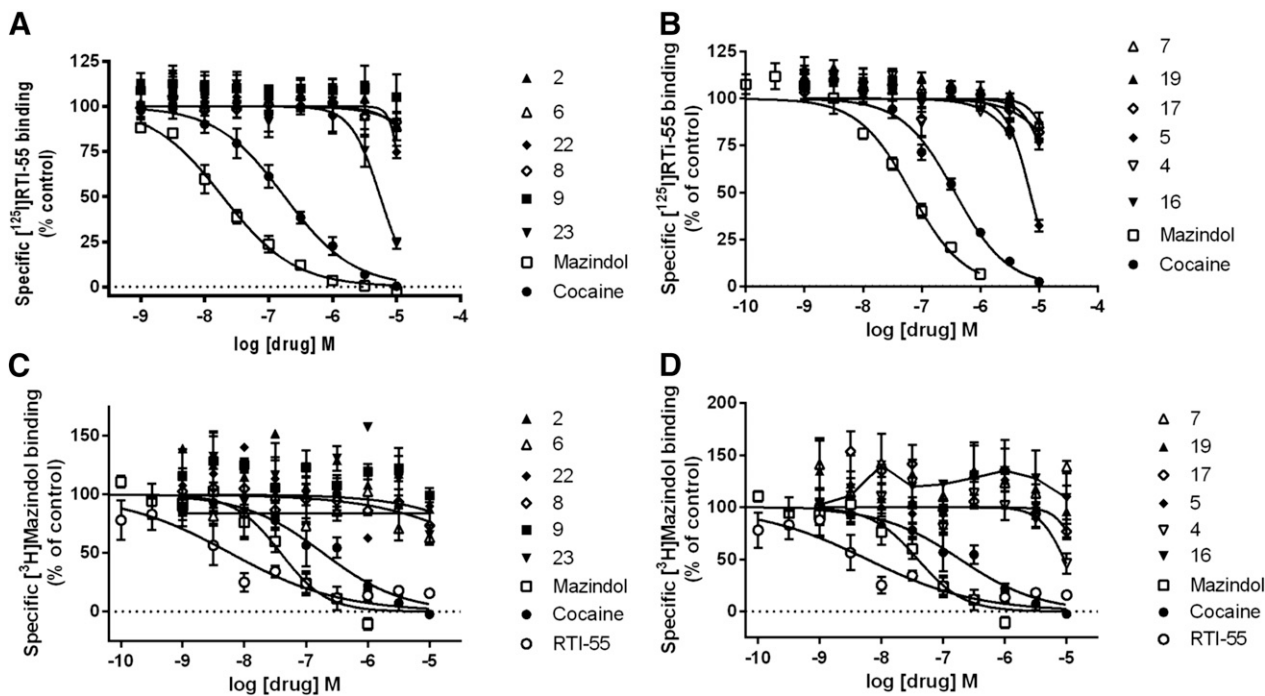 A
Specific [¹²⁵I]RTI-55 binding
(% control)
125
100
75
50
25
0
-9
-8
-7
-6
-5
-4
log [drug] M
2
6
22
8
9
23
Mazindol
Cocaine
B
Specific [¹²⁵I]RTi-55 binding
(% of control)
125
100
75
50
25
0
-10
-9
-8
-7
-6
-5
-4
log [drug] M
7
19
17
5
4
16
Mazindol
Cocaine
C
Specific [³H]Mazindol binding
(% of control)
150
100
50
0
-10
-9
-8
-7
-6
-5
log [drug] M
2
6
22
8
9
23
Mazindol
Cocaine
RTI-55
D
Specific [³H]Mazindol binding
(% of control)
200
150
100
50
0
-10
-9
-8
-7
-6
-5
log [drug] M
7
19
17
5
4
16
Mazindol
Cocaine
RTI-55